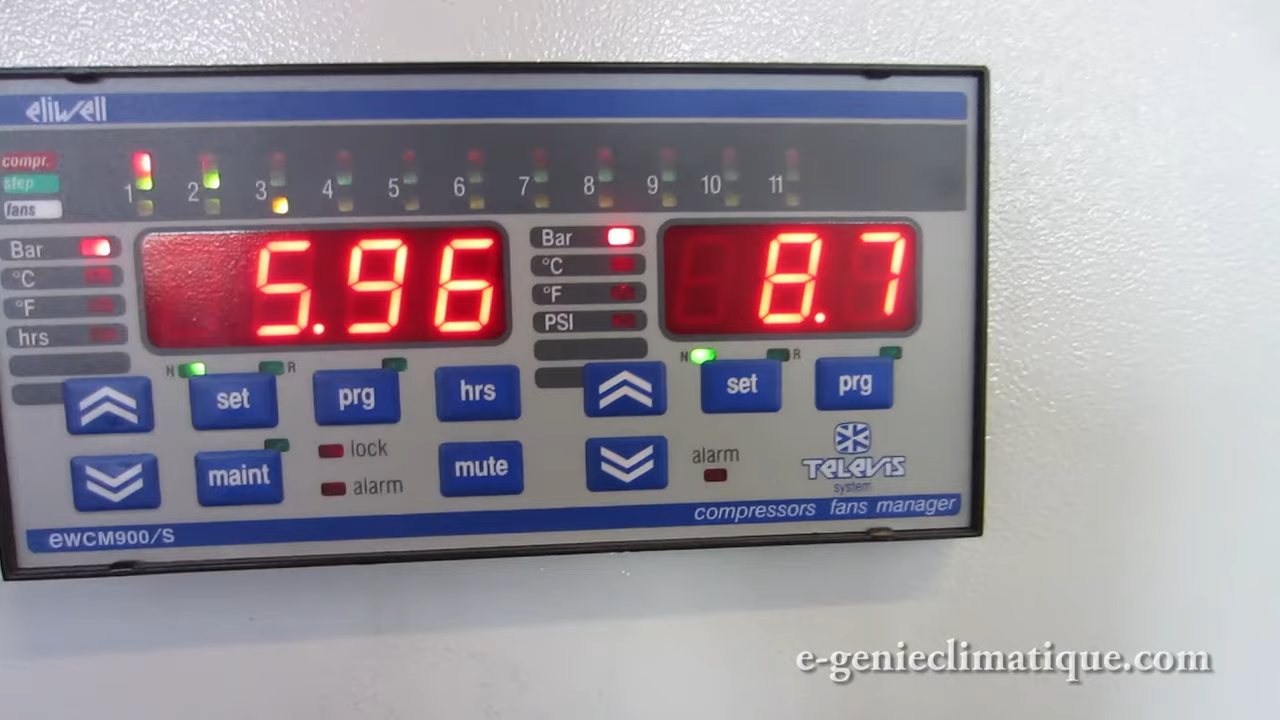 eliwell
compr.
step
fans
1 2 3 4 5 6 7 8 9 10 11
Bar
°C
°F
hrs
5.96
Bar
°C
°F
PSI
8.7
N R
set
prg
hrs
N R
set
prg
maint
lock
alarm
mute
alarm
TELEVIS
system
compressors fans manager
EWCM900/S
e-genieclimatique.com